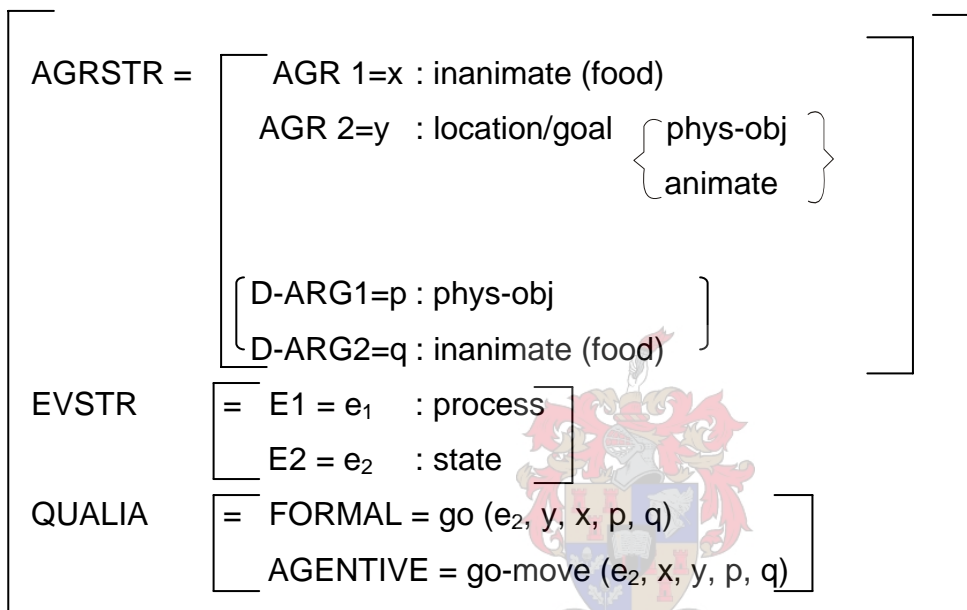 AGRSTR = AGR 1=x : inanimate (food)
AGR 2=y : location/goal { phys-obj
animate }
D-ARG1=p : phys-obj
D-ARG2=q : inanimate (food)
EVSTR = E1 = e₁ : process
E2 = e₂ : state
QUALIA = FORMAL = go (e₂, y, x, p, q)
AGENTIVE = go-move (e₂, x, y, p, q)